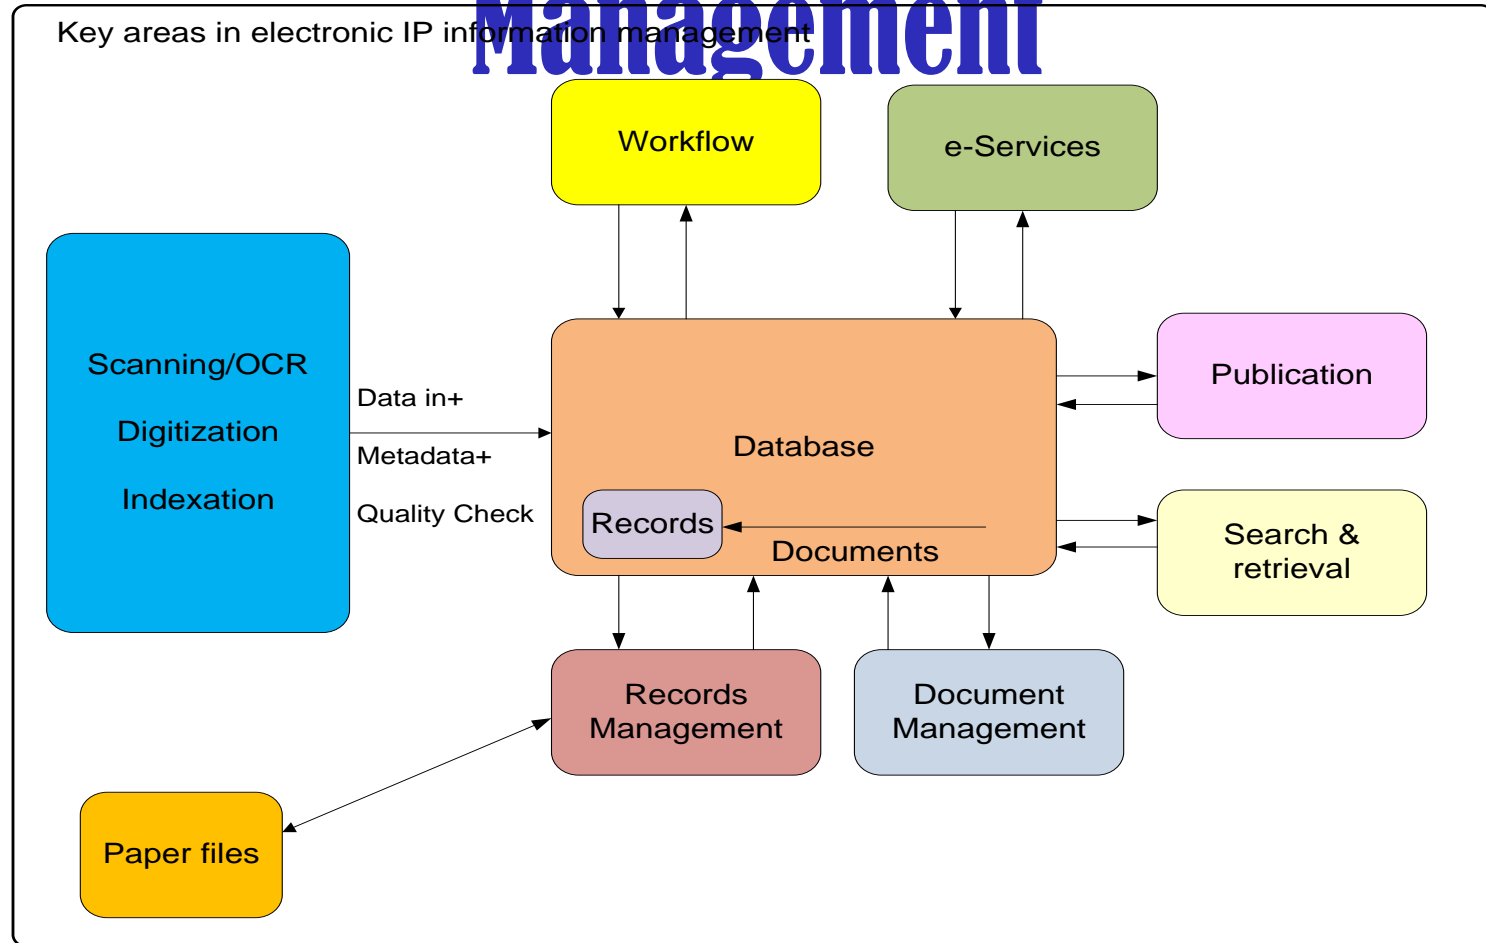 Management
Key areas in electronic IP information management
Workflow
e-Services
Scanning/OCR
Digitization
Indexation
Data in+
Metadata+
Quality Check
Database
Records
Documents
Publication
Search &
retrieval
Records
Management
Document
Management
Paper files